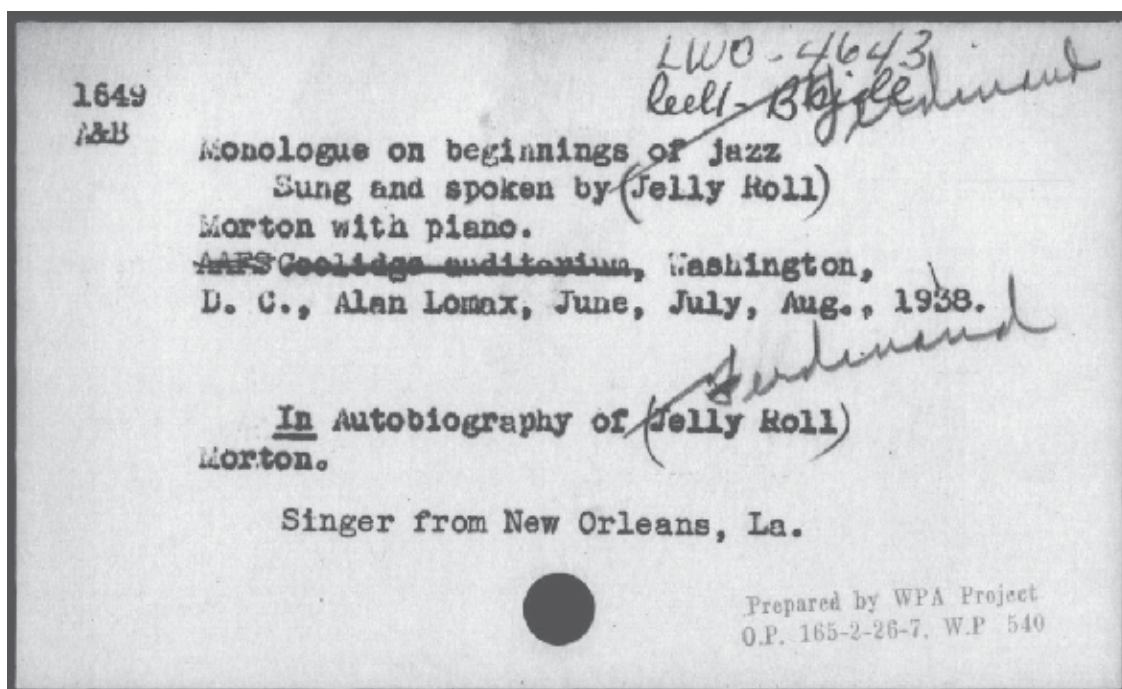 LWO - 4643
reel 1-
Ferdinand
1649
A&B
Monologue on beginnings of jazz
Sung and spoken by (Jelly Roll)
Morton with piano.
AAFS Coolidge auditorium, Washington,
D. C., Alan Lomax, June, July, Aug., 1938.
Ferdinand
In Autobiography of (Jelly Roll)
Morton.
Singer from New Orleans, La.
Prepared by WPA Project
O.P. 165-2-26-7, W.P 540